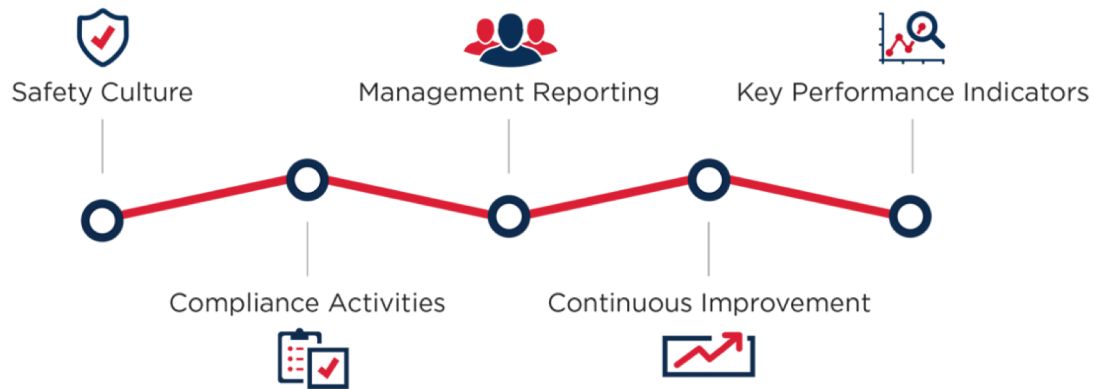 Safety Culture
Management Reporting
Key Performance Indicators
Compliance Activities
Continuous Improvement